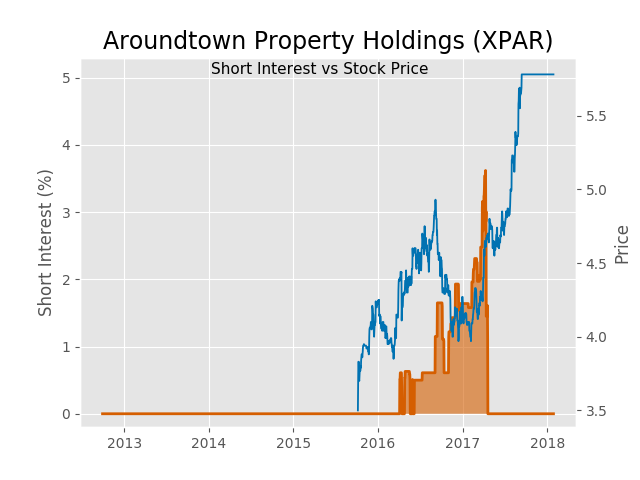 Aroundtown Property Holdings (XPAR)
Short Interest vs Stock Price
5
4
3
2
1
0
Short Interest (%)
5.5
5.0
4.5
4.0
3.5
Price
2013 2014 2015 2016 2017 2018